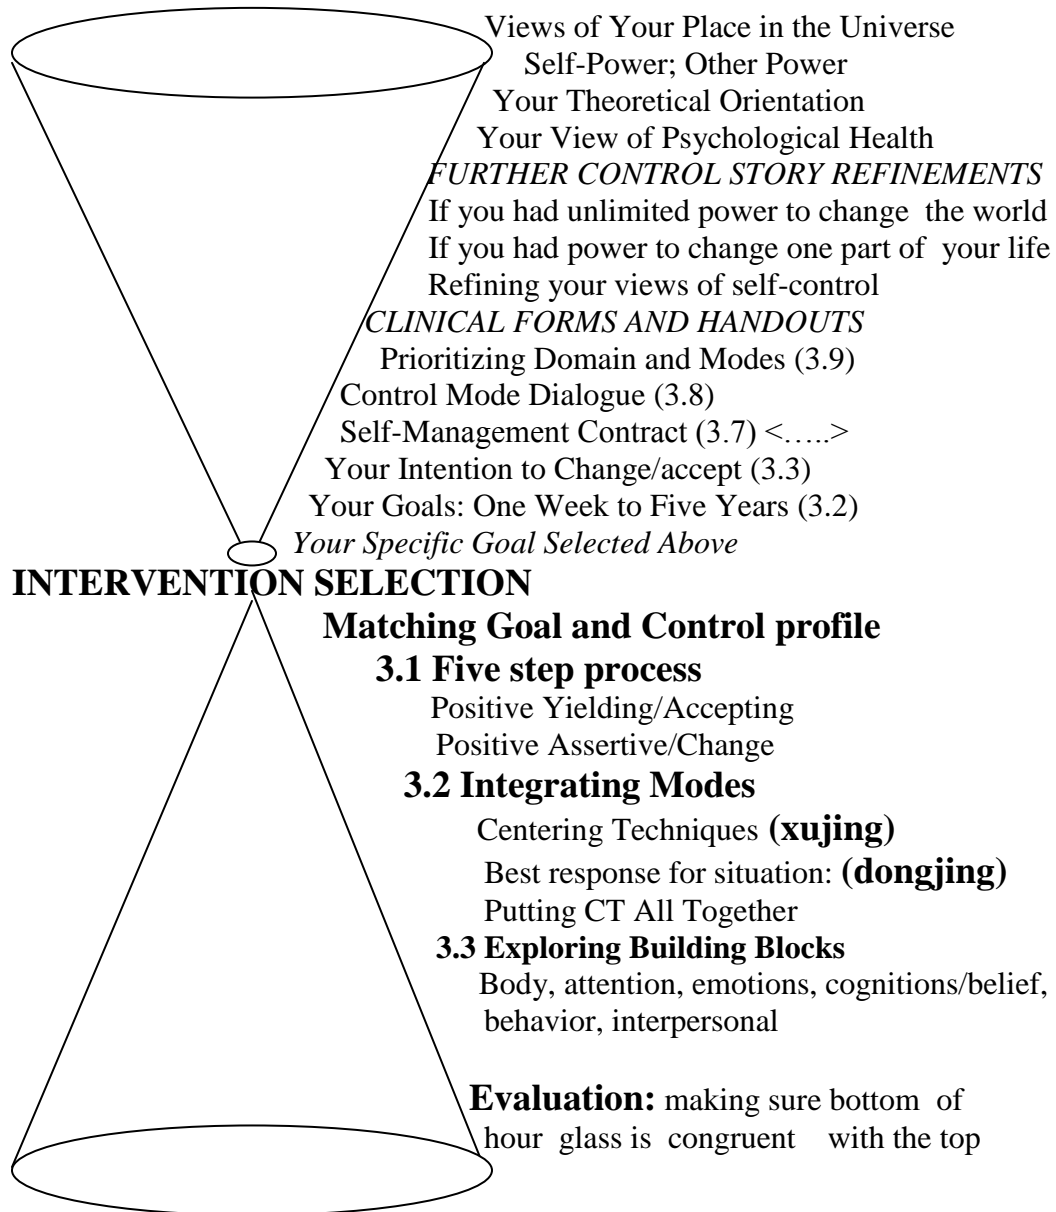 Views of Your Place in the Universe
Self-Power; Other Power
Your Theoretical Orientation
Your View of Psychological Health
FURTHER CONTROL STORY REFINEMENTS
If you had unlimited power to change the world
If you had power to change one part of your life
Refining your views of self-control
CLINICAL FORMS AND HANDOUTS
Prioritizing Domain and Modes (3.9)
Control Mode Dialogue (3.8)
Self-Management Contract (3.7) <…..>
Your Intention to Change/accept (3.3)
Your Goals: One Week to Five Years (3.2)
Your Specific Goal Selected Above
INTERVENTION SELECTION
Matching Goal and Control profile
3.1 Five step process
Positive Yielding/Accepting
Positive Assertive/Change
3.2 Integrating Modes
Centering Techniques (xujing)
Best response for situation: (dongjing)
Putting CT All Together
3.3 Exploring Building Blocks
Body, attention, emotions, cognitions/belief,
behavior, interpersonal
Evaluation: making sure bottom of
hour glass is congruent with the top